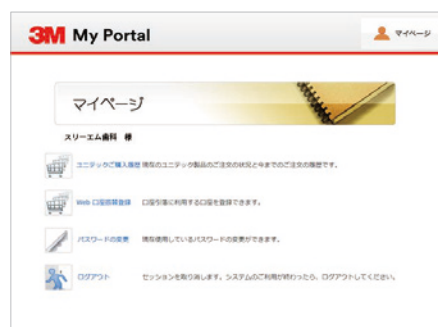 3M My Portal
マイページ
マイページ
スリーエム歯科 様
ユニテックご購入履歴 現在のユニテック製品のご注文の状況と今までのご注文の履歴です。
Web 口座振替登録 口座引落に利用する口座を登録できます。
パスワードの変更 現在使用しているパスワードの変更ができます。
ログアウト セッションを取り消します。システムのご利用が終わったら、ログアウトしてください。